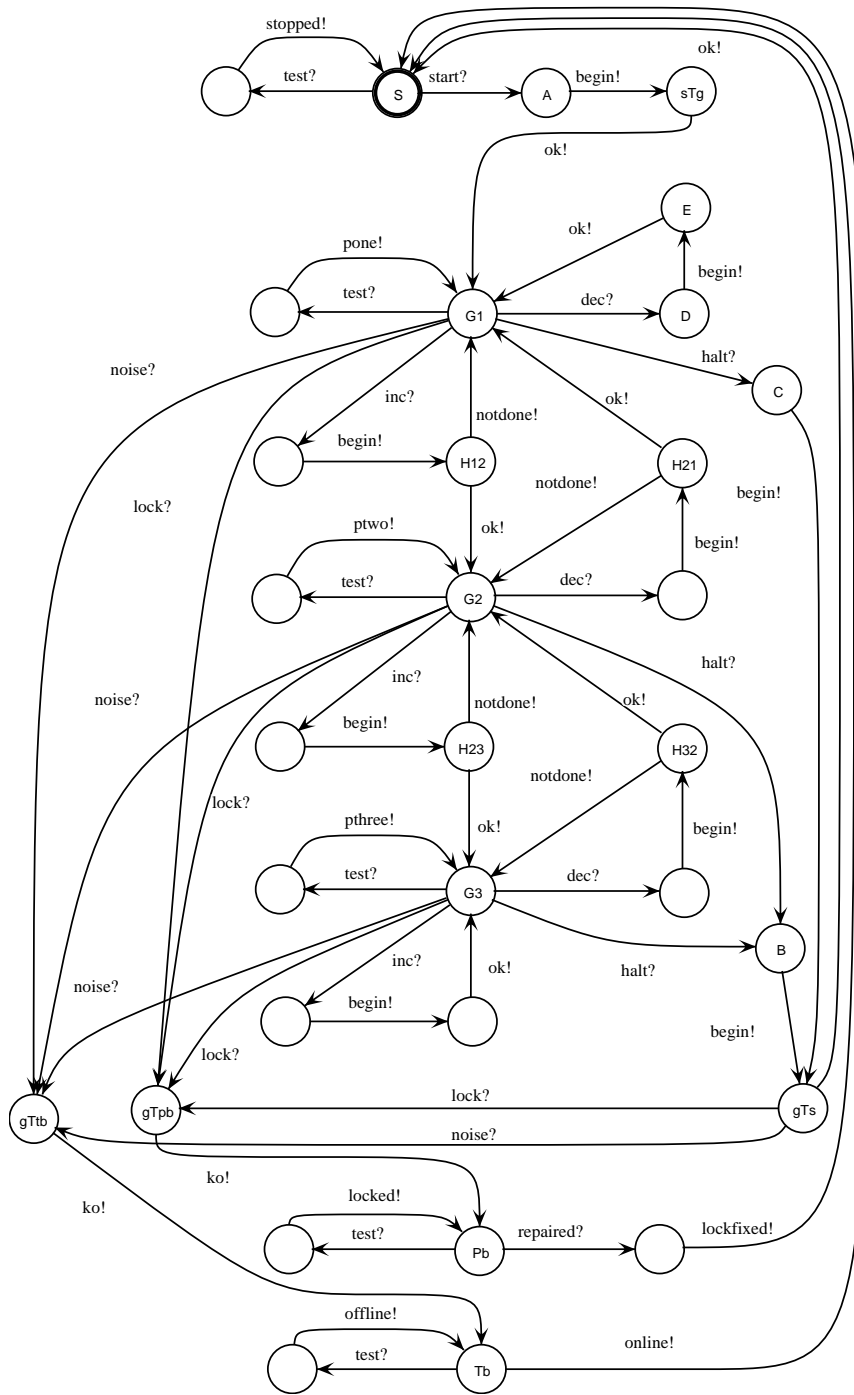 stopped!
ok!
test?
S
start?
A
begin!
sTg
ok!
E
ok!
pone!
begin!
test?
G1
dec?
D
halt?
noise?
C
inc?
notdone!
ok!
begin!
H12
H21
notdone!
begin!
lock?
ptwo!
ok!
begin!
test?
G2
dec?
halt?
inc?
noise?
notdone!
ok!
begin!
H23
H32
notdone!
lock?
pthree!
ok!
begin!
test?
G3
dec?
B
inc?
ok!
halt?
noise?
begin!
begin!
lock?
lock?
gTtb
gTpb
gTs
noise?
ko!
ko!
locked!
test?
Pb
repaired?
lockfixed!
offline!
test?
Tb
online!